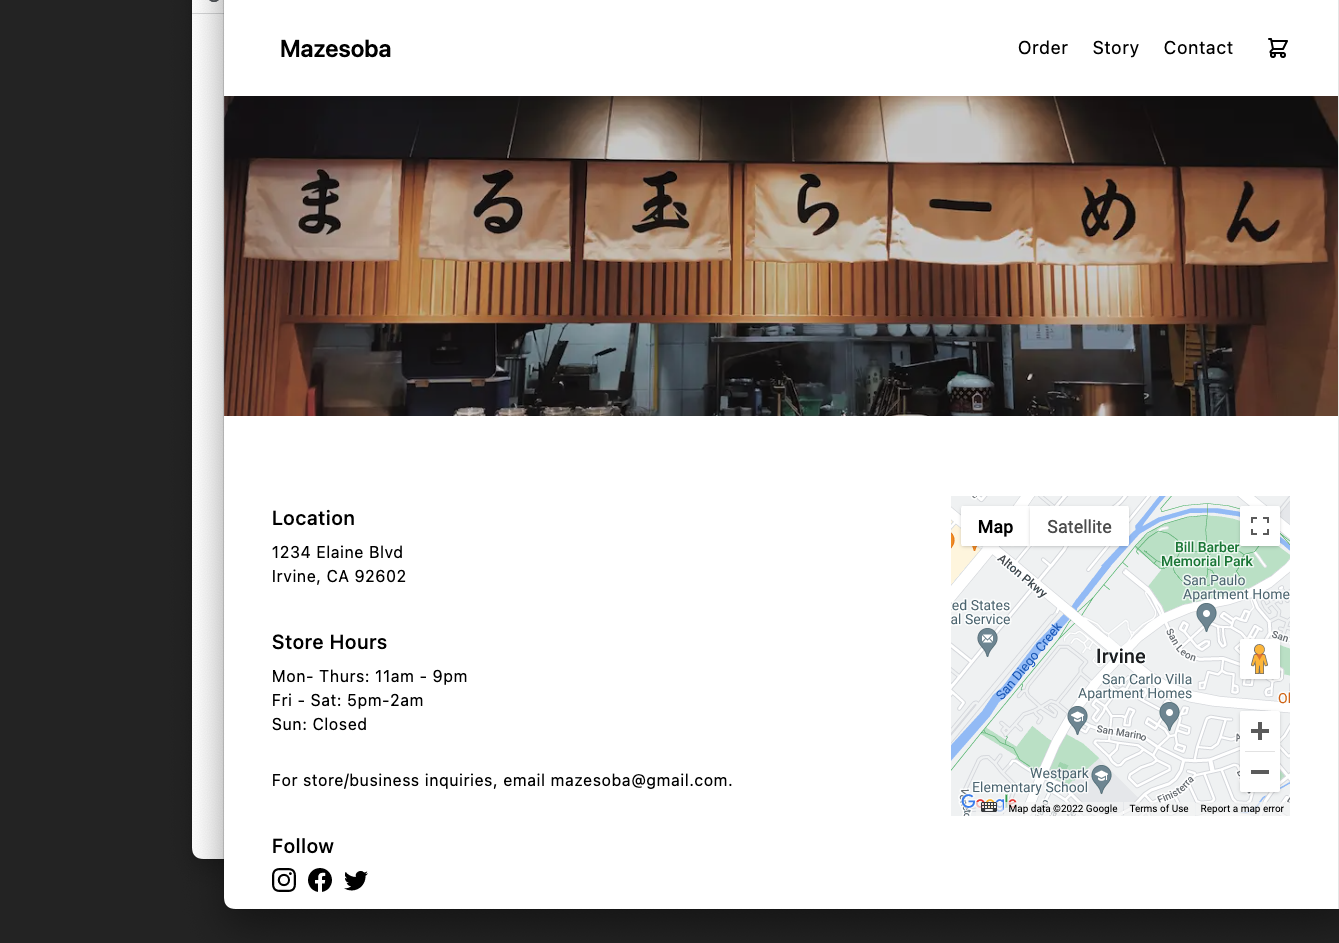 Mazesoba
Order Story Contact
まる玉らーめん
Location
1234 Elaine Blvd
Irvine, CA 92602
Store Hours
Mon- Thurs: 11am - 9pm
Fri - Sat: 5pm-2am
Sun: Closed
For store/business inquiries, email mazesoba@gmail.com.
Follow
Map Satellite
Bill Barber
Memorial Park
Alton Pkwy
San Paulo
Apartment Home
ed States
al Service
San Leon
San
San Diego Creek
Irvine
San Carlo Villa
Apartment Homes
San Marino
Westpark
Elementary School
Finisterra
Google
Map data ©2022 Google Terms of Use Report a map error